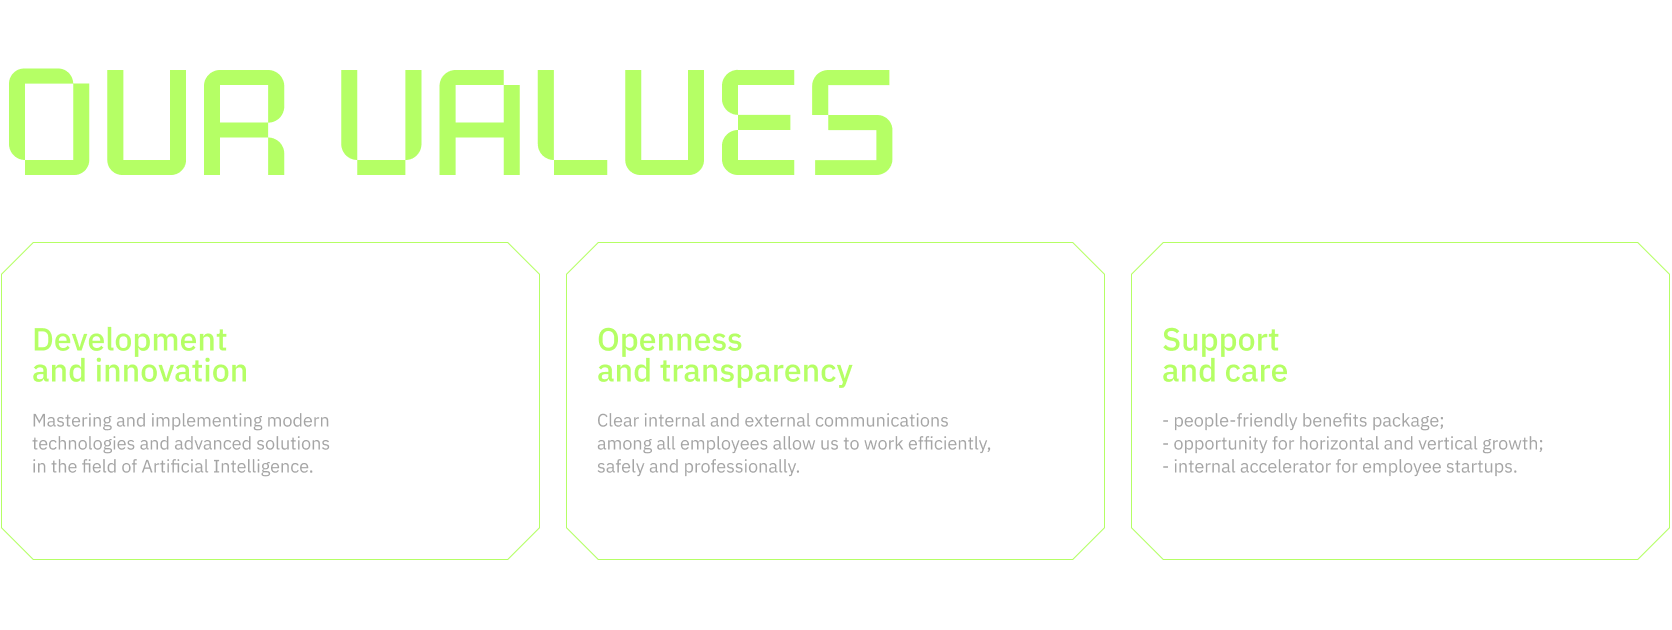 OUR VALUES
Development
and innovation
Mastering and implementing modern
technologies and advanced solutions
in the field of Artificial Intelligence.
Openness
and transparency
Clear internal and external communications
among all employees allow us to work efficiently,
safely and professionally.
Support
and care
- people-friendly benefits package;
- opportunity for horizontal and vertical growth;
- internal accelerator for employee startups.